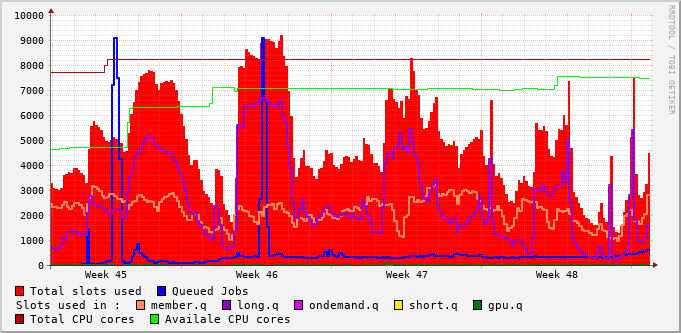 10000
9000
8000
7000
6000
5000
4000
3000
2000
1000
0
Week 45 Week 46 Week 47 Week 48
RRDTOOL / TOBI OETIKER
Total slots used Queued Jobs
Slots used in : member.q long.q ondemand.q short.q gpu.q
Total CPU cores Availale CPU cores